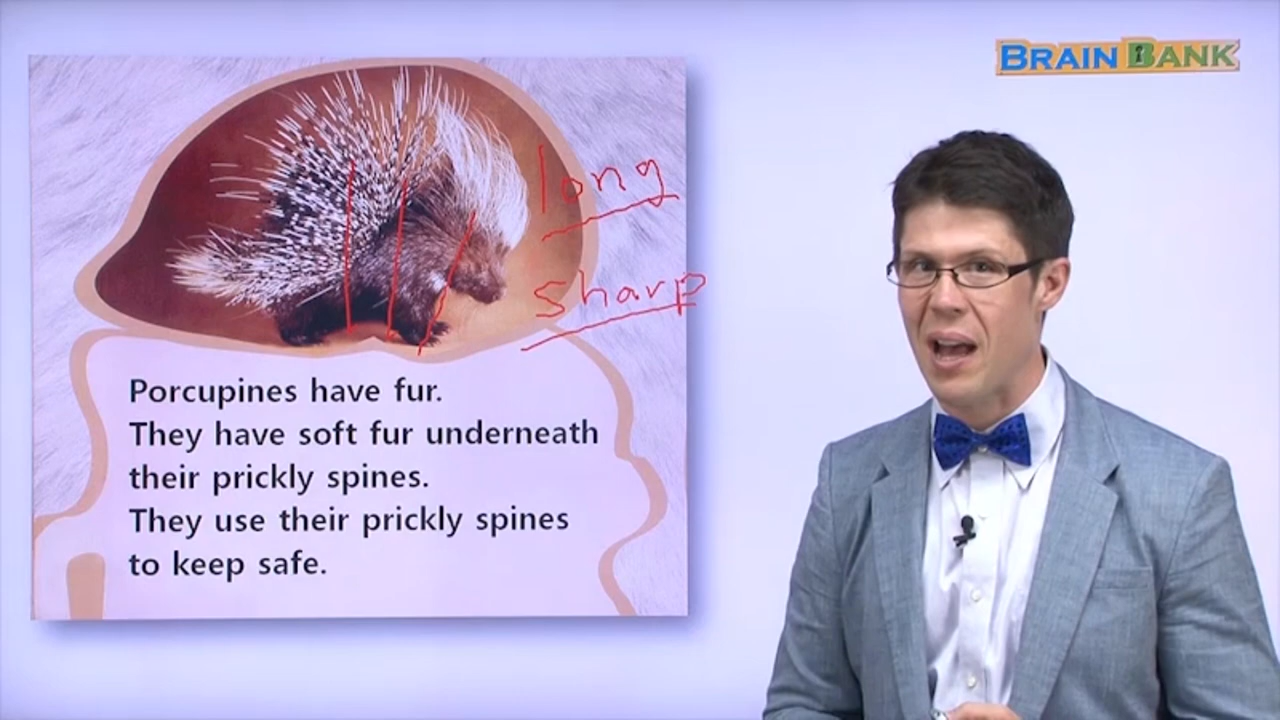 BRAIN BANK
long
sharp
Porcupines have fur.
They have soft fur underneath
their prickly spines.
They use their prickly spines
to keep safe.